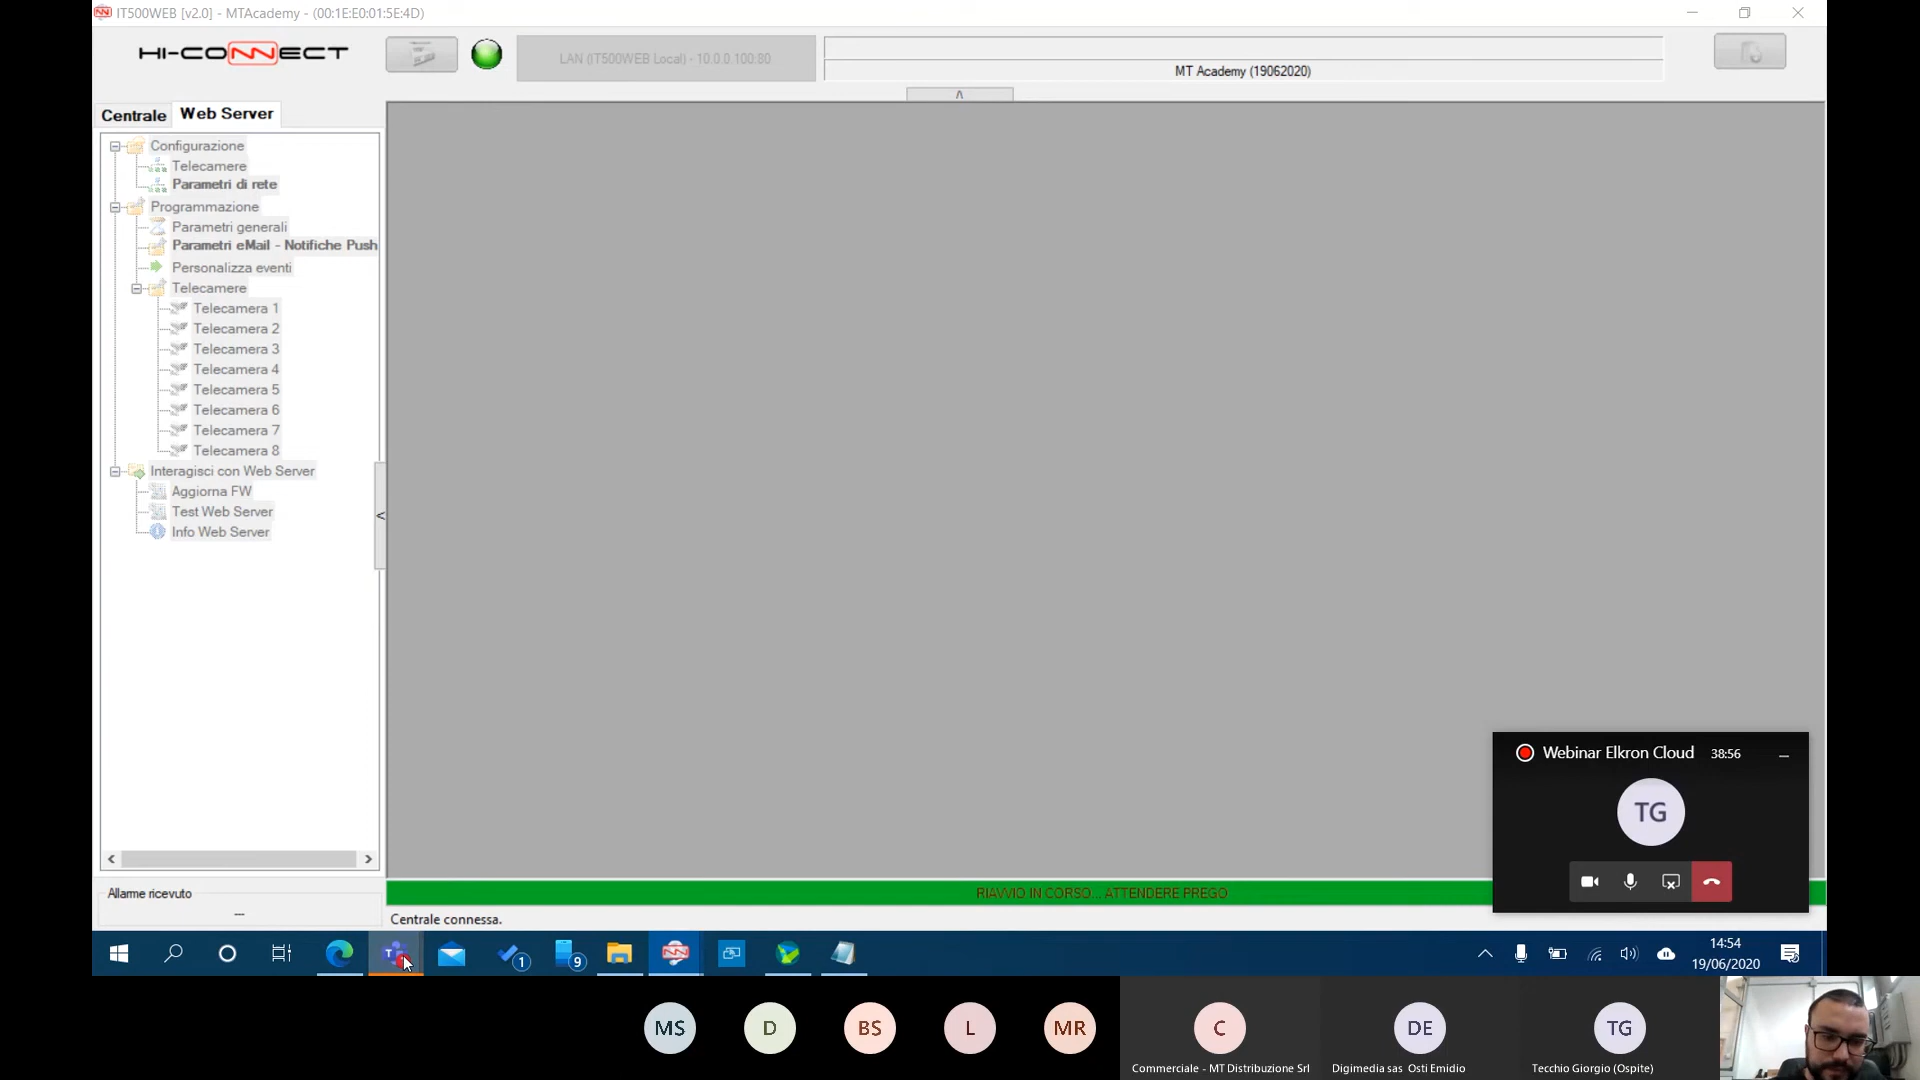 IT500WEB [v2.0] - MTAcademy - (00:1E:E0:01:5E:4D)
HI-CONNECT
LAN (IT500WEB Local) - 10.0.0.100:80
MT Academy (19062020)
Centrale
Web Server
Configurazione
Telecamere
Parametri di rete
Programmazione
Parametri generali
Parametri eMail - Notifiche Push
Personalizza eventi
Telecamere
Telecamera 1
Telecamera 2
Telecamera 3
Telecamera 4
Telecamera 5
Telecamera 6
Telecamera 7
Telecamera 8
Interagisci con Web Server
Aggiorna FW
Test Web Server
Info Web Server
Allarme ricevuto
---
RIAVVIO IN CORSO... ATTENDERE PREGO
Centrale connessa.
Webinar Elkron Cloud 38:56
TG
1
9
14:54
19/06/2020
MS
D
BS
L
MR
C
DE
TG
Commerciale - MT Distribuzione Srl
Digimedia sas Osti Emidio
Tecchio Giorgio (Ospite)